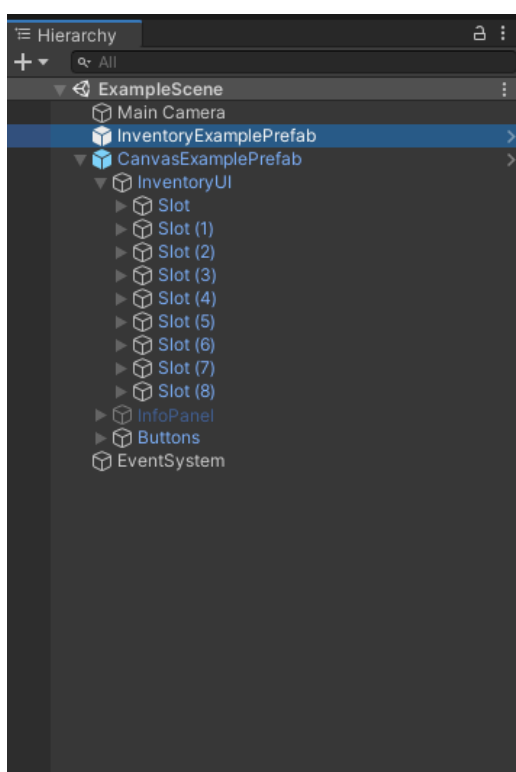 Hierarchy
All
ExampleScene
Main Camera
InventoryExamplePrefab
CanvasExamplePrefab
InventoryUI
Slot
Slot (1)
Slot (2)
Slot (3)
Slot (4)
Slot (5)
Slot (6)
Slot (7)
Slot (8)
InfoPanel
Buttons
EventSystem